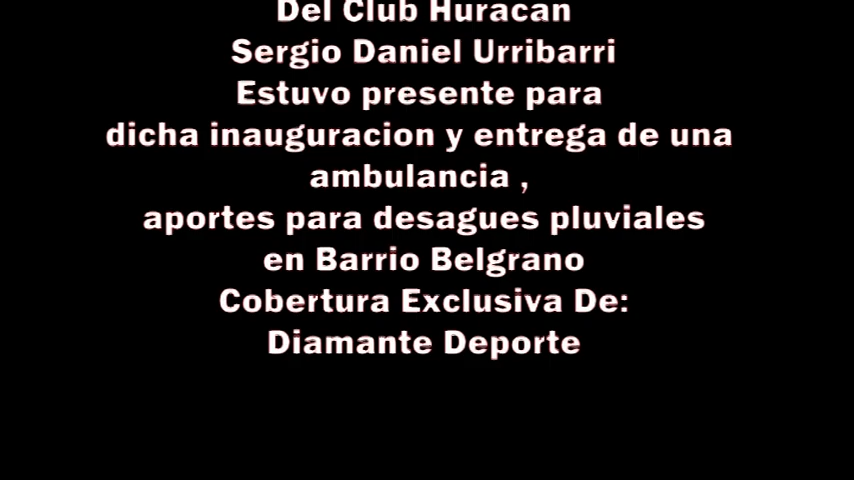 Del Club Huracan
Sergio Daniel Urribarri
Estuvo presente para
dicha inauguracion y entrega de una
ambulancia ,
aportes para desagues pluviales
en Barrio Belgrano
Cobertura Exclusiva De:
Diamante Deporte